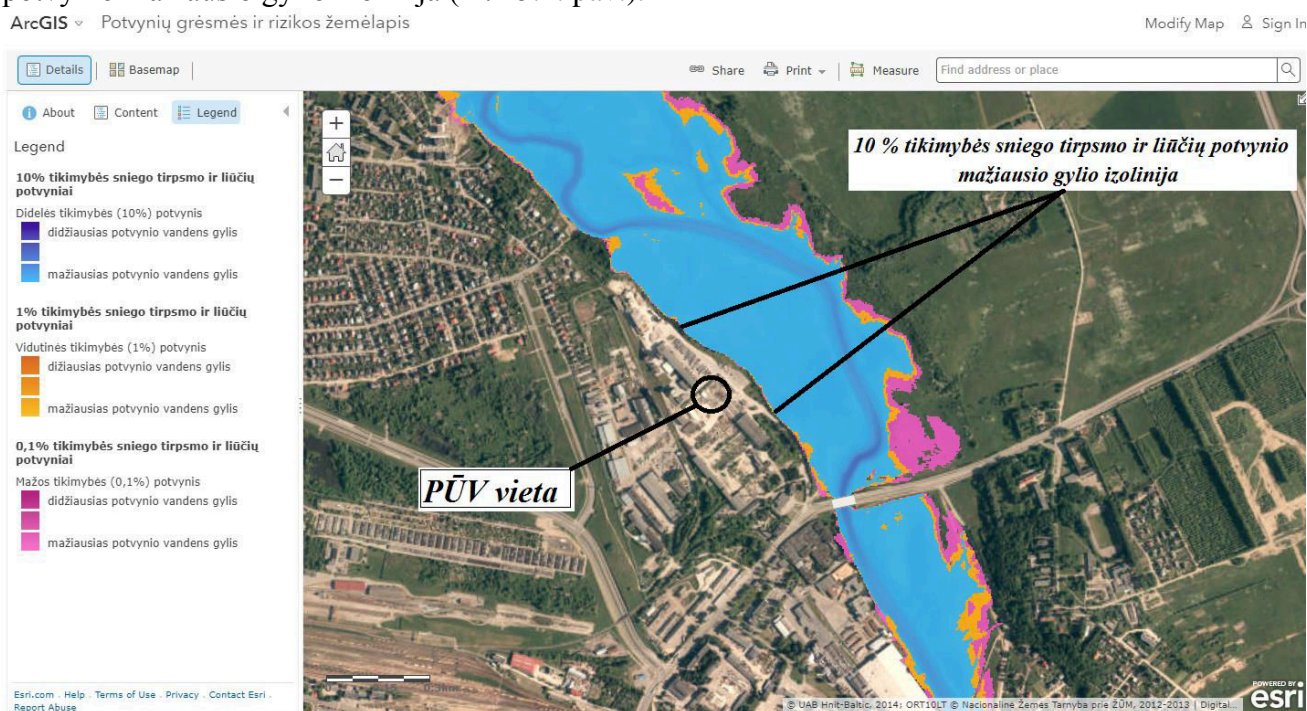 ArcGIS Potvynių grėsmės ir rizikos žemėlapis
Modify Map Sign In
Details Basemap
Share Print Measure Find address or place
About Content Legend
Legend
10% tikimybės sniego tirpsmo ir liūčių
potvyniai
Didelės tikimybės (10%) potvynis
didžiausias potvynio vandens gylis
mažiausias potvynio vandens gylis
1% tikimybės sniego tirpsmo ir liūčių
potvyniai
Vidutinės tikimybės (1%) potvynis
didžiausias potvynio vandens gylis
mažiausias potvynio vandens gylis
0,1% tikimybės sniego tirpsmo ir liūčių
potvyniai
Mažos tikimybės (0,1%) potvynis
didžiausias potvynio vandens gylis
mažiausias potvynio vandens gylis
Esri.com . Help . Terms of Use . Privacy . Contact Esri .
Report Abuse
10 % tikimybės sniego tirpsmo ir liūčių potvynio
mažiausio gylio izolinija
PŪV vieta
© UAB Hnit-Baltic, 2014; ORT10LT © Nacionalinė Žemės Tarnyba prie ŽŪM, 2012-2013 | Digital...
POWERED BY
esri